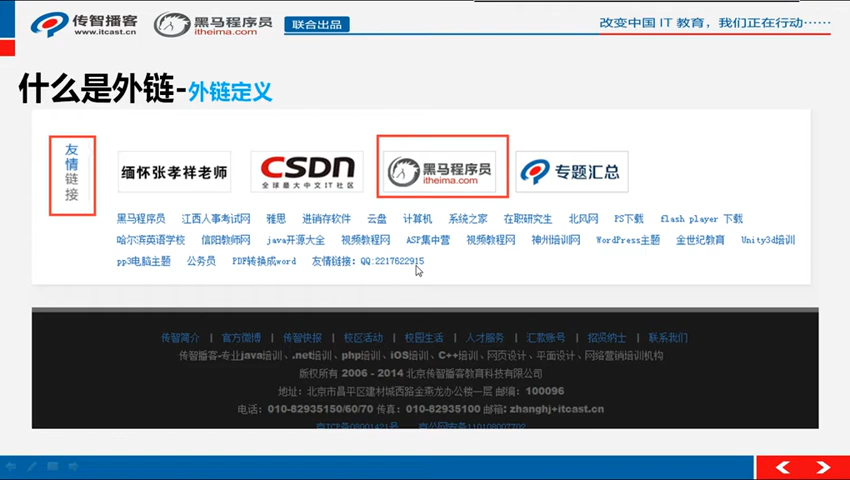 传智播客
www.itcast.cn
黑马程序员
itheima.com
联合出品
改变中国 IT 教育，我们正在行动······
什么是外链-外链定义
友情链接
缅怀张孝祥老师
CSDN
全球最大中文IT社区
黑马程序员
itheima.com
专题汇总
黑马程序员 江西人事考试网 雅思 进销存软件 云盘 计算机 系统之家 在职研究生 北风网 PS下载 flash player 下载
哈尔滨英语学校 信阳教师网 java开源大全 视频教程网 ASP集中营 视频教程网 神州培训网 WordPress主题 金世纪教育 Unity3d培训
pp3电脑主题 公务员 PDF转换成word 友情链接：QQ:2217622915
传智简介 | 官方微博 | 传智快报 | 校区活动 | 校园生活 | 人才服务 | 汇款账号 | 招贤纳士 | 联系我们
传智播客-专业java培训、.net培训、php培训、iOS培训、C++培训、网页设计、平面设计、网络营销培训机构
版权所有 2006 - 2014 北京传智播客教育科技有限公司
地址：北京市昌平区建材城西路金燕龙办公楼一层 邮编：100096
电话：010-82935150/60/70 传真：010-82935100 邮箱: zhanghj+itcast.cn